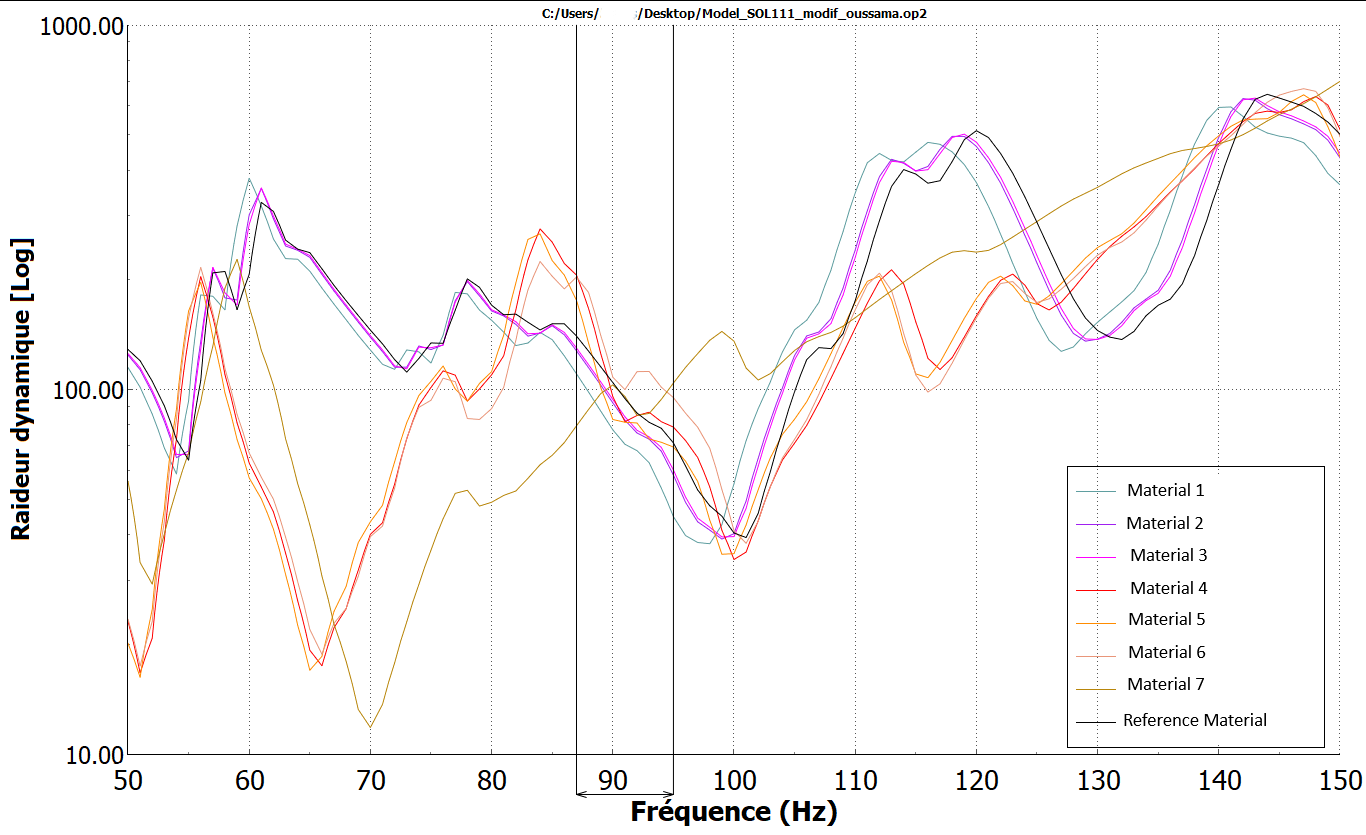 C:/Users/ /Desktop/Model_SOL111_modif_oussama.op2
1000.00
100.00
10.00
Raideur dynamique [Log]
50 60 70 80 90 100 110 120 130 140 150
Fréquence (Hz)
Material 1
Material 2
Material 3
Material 4
Material 5
Material 6
Material 7
Reference Material